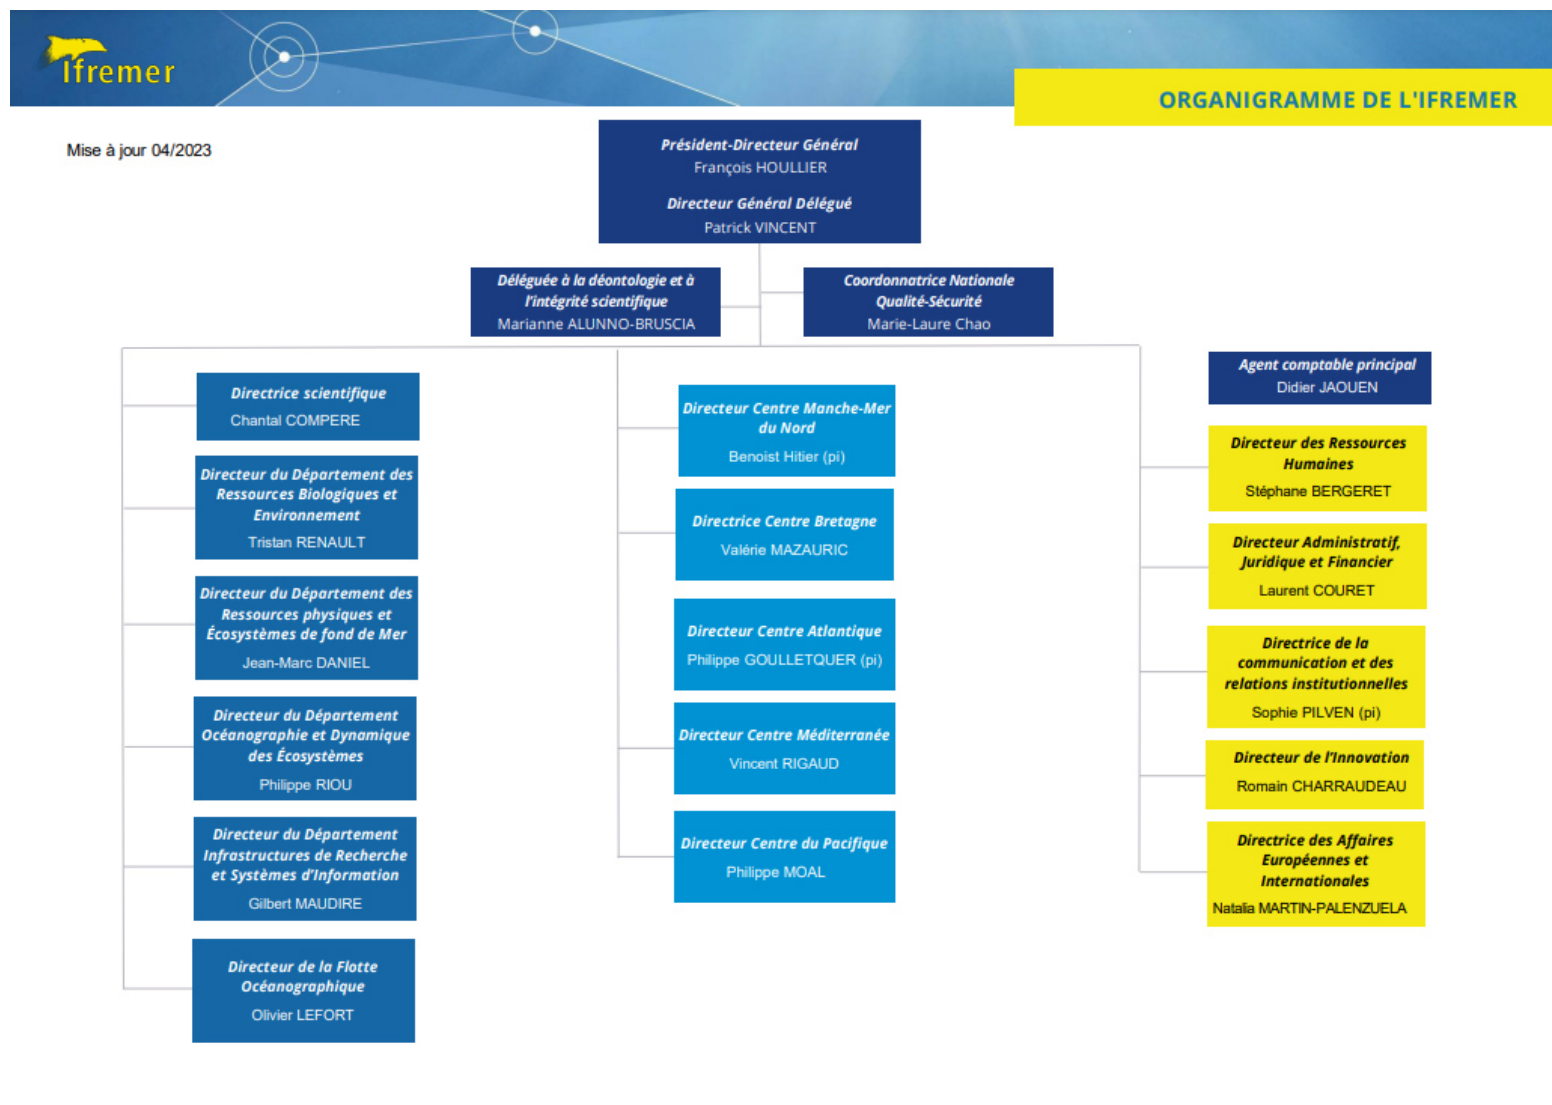 Ifremer
ORGANIGRAMME DE L'IFREMER
Mise à jour 04/2023
Président-Directeur Général
François HOULLIER
Directeur Général Délégué
Patrick VINCENT
Déléguée à la déontologie et à
l'intégrité scientifique
Marianne ALUNNO-BRUSCIA
Coordonnatrice Nationale
Qualité-Sécurité
Marie-Laure Chao
Directrice scientifique
Chantal COMPERE
Directeur du Département des
Ressources Biologiques et
Environnement
Tristan RENAULT
Directeur du Département des
Ressources physiques et
Écosystèmes de fond de Mer
Jean-Marc DANIEL
Directeur du Département
Océanographie et Dynamique
des Écosystèmes
Philippe RIOU
Directeur du Département
Infrastructures de Recherche
et Systèmes d'Information
Gilbert MAUDIRE
Directeur de la Flotte
Océanographique
Olivier LEFORT
Directeur Centre Manche-Mer
du Nord
Benoist Hitier (pi)
Directrice Centre Bretagne
Valérie MAZAURIC
Directeur Centre Atlantique
Philippe GOULLETQUER (pi)
Directeur Centre Méditerranée
Vincent RIGAUD
Directeur Centre du Pacifique
Philippe MOAL
Agent comptable principal
Didier JAOUEN
Directeur des Ressources
Humaines
Stéphane BERGERET
Directeur Administratif,
Juridique et Financier
Laurent COURET
Directrice de la
communication et des
relations institutionnelles
Sophie PILVEN (pi)
Directeur de l'Innovation
Romain CHARRAUDEAU
Directrice des Affaires
Européennes et
Internationales
Natalia MARTIN-PALENZUELA